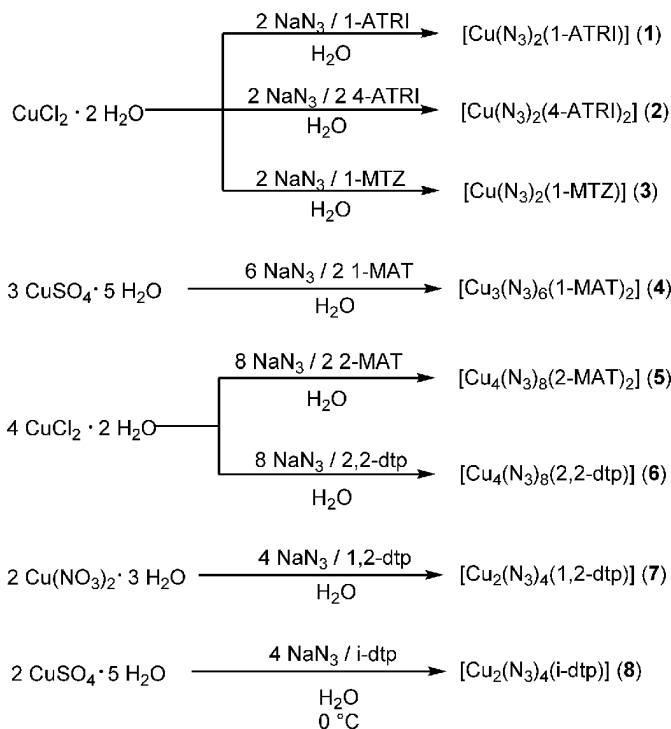 2 NaN₃ / 1-ATRI
H₂O
[Cu(N₃)₂(1-ATRI)] (1)
CuCl₂ · 2 H₂O
2 NaN₃ / 2 4-ATRI
H₂O
[Cu(N₃)₂(4-ATRI)₂] (2)
2 NaN₃ / 1-MTZ
H₂O
[Cu(N₃)₂(1-MTZ)] (3)
3 CuSO₄ · 5 H₂O
6 NaN₃ / 2 1-MAT
H₂O
[Cu₃(N₃)₆(1-MAT)₂] (4)
8 NaN₃ / 2 2-MAT
H₂O
[Cu₄(N₃)₈(2-MAT)₂] (5)
4 CuCl₂ · 2 H₂O
8 NaN₃ / 2,2-dtp
H₂O
[Cu₄(N₃)₈(2,2-dtp)] (6)
2 Cu(NO₃)₂ · 3 H₂O
4 NaN₃ / 1,2-dtp
H₂O
[Cu₂(N₃)₄(1,2-dtp)] (7)
2 CuSO₄ · 5 H₂O
4 NaN₃ / i-dtp
H₂O
0 °C
[Cu₂(N₃)₄(i-dtp)] (8)